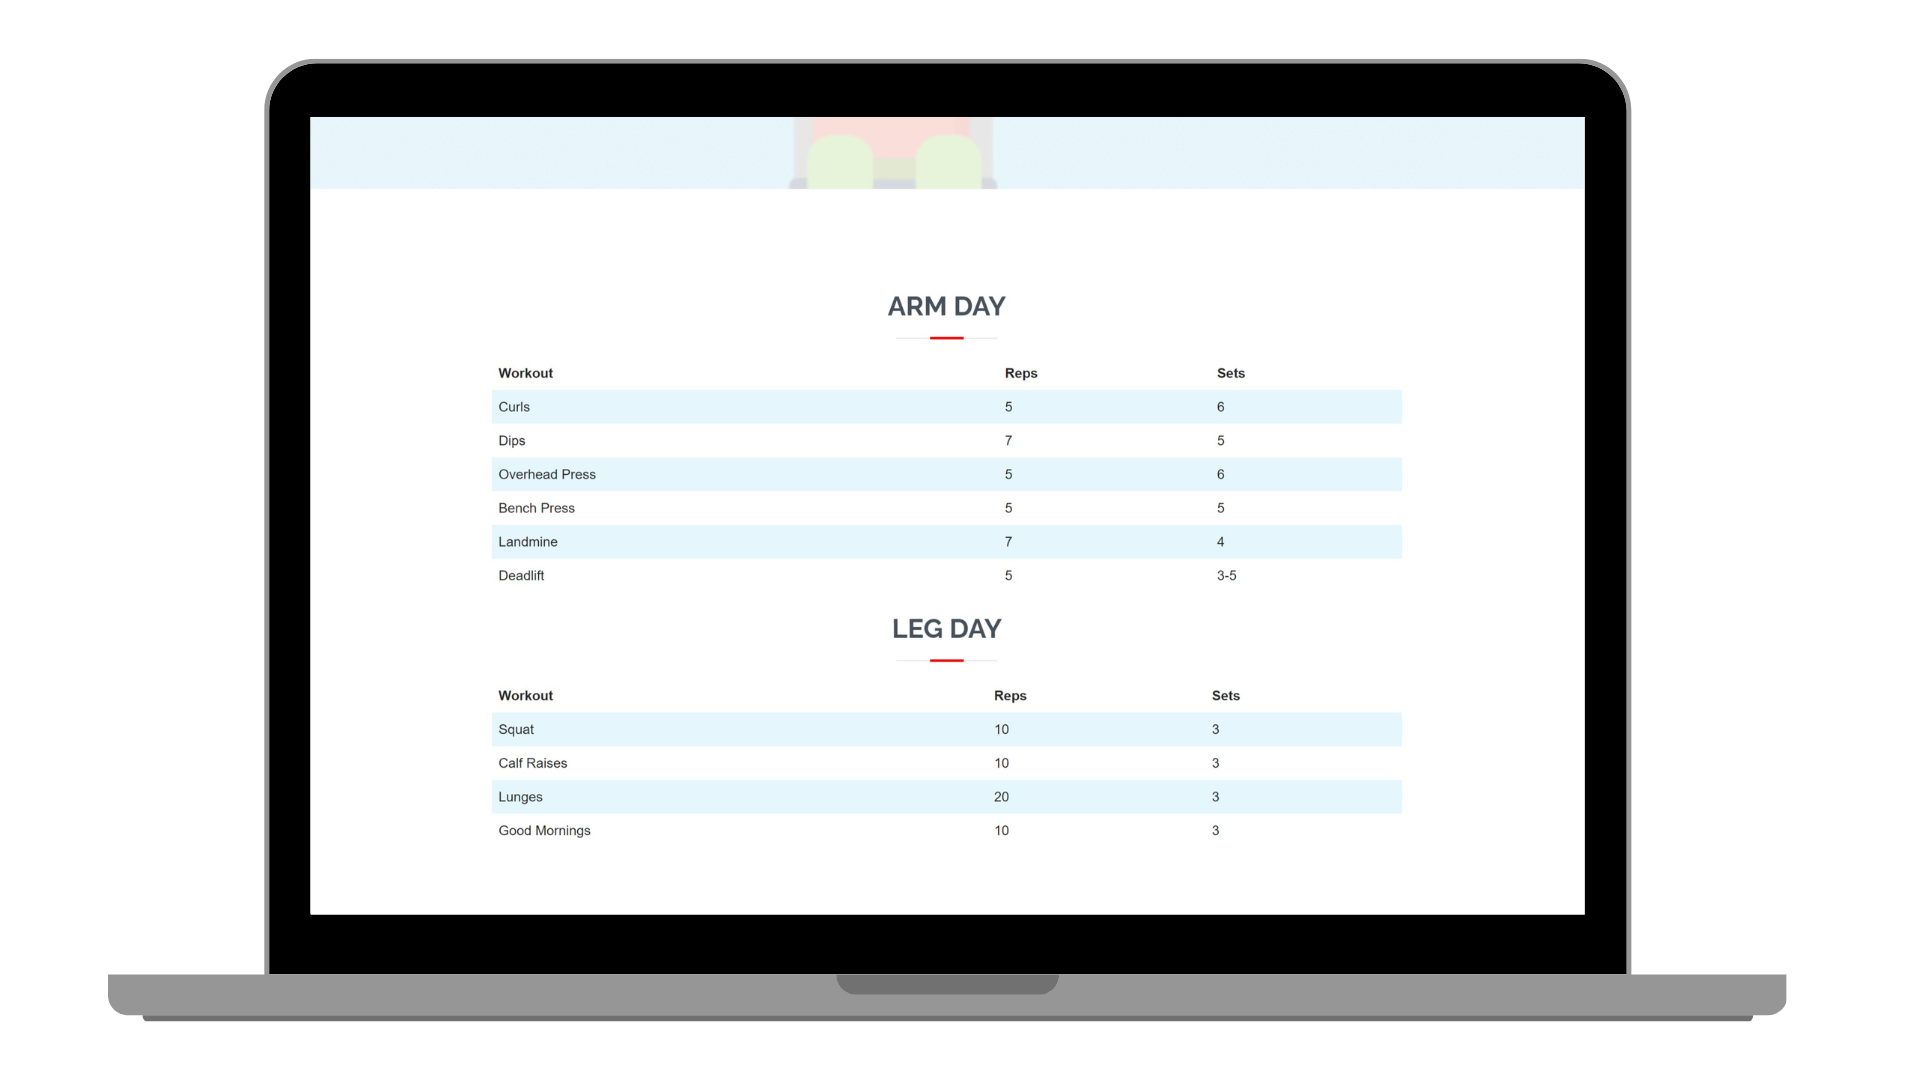 ARM DAY
Workout Reps Sets
Curls 5 6
Dips 7 5
Overhead Press 5 6
Bench Press 5 5
Landmine 7 4
Deadlift 5 3-5
LEG DAY
Workout Reps Sets
Squat 10 3
Calf Raises 10 3
Lunges 20 3
Good Mornings 10 3